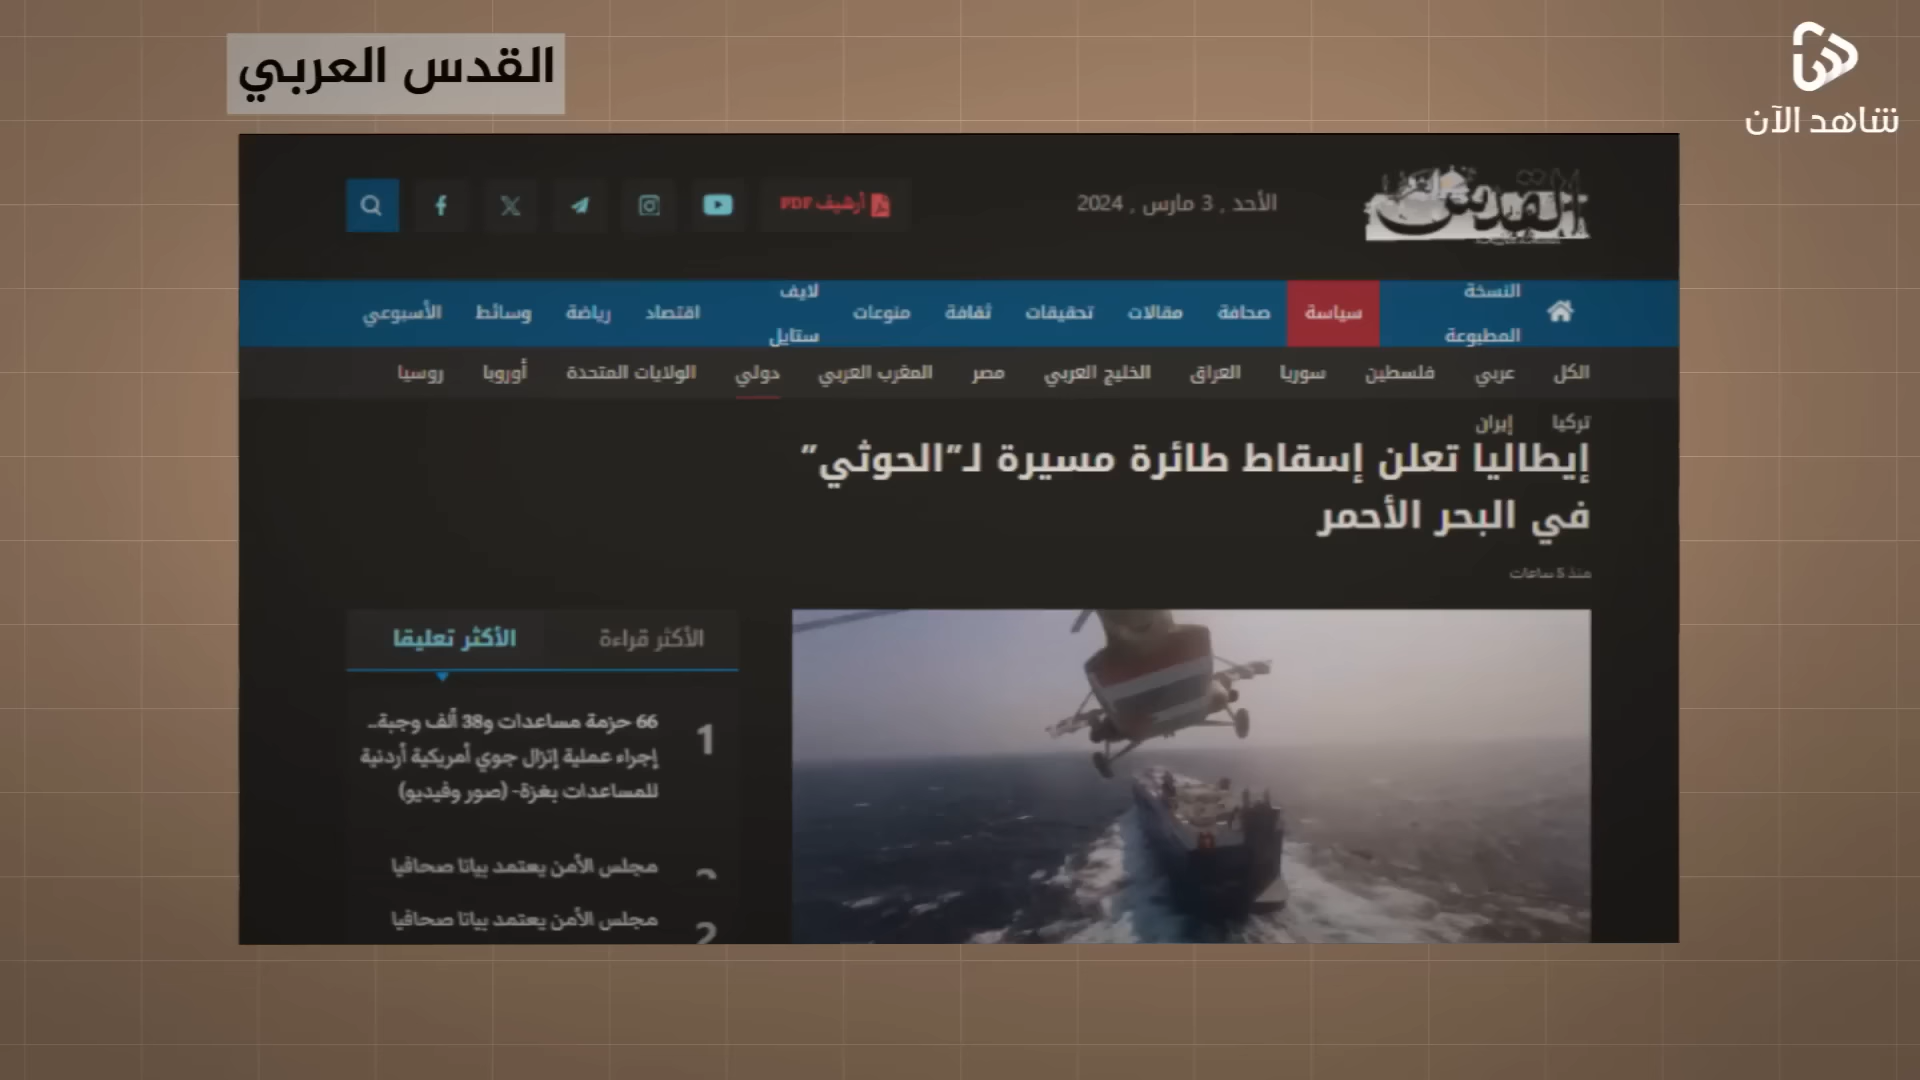 القدس العربي
شاهد الآن
القدس
الأحد , 3 مارس , 2024
أرشيف PDF
النسخة المطبوعة
سياسة
صحافة
مقالات
تحقيقات
ثقافة
منوعات
لايف ستايل
اقتصاد
رياضة
وسائط
الأسبوعي
الكل
عربي
فلسطين
سوريا
العراق
الخليج العربي
مصر
المغرب العربي
دولي
الولايات المتحدة
أوروبا
روسيا
تركيا
إيران
إيطاليا تعلن إسقاط طائرة مسيرة لـ”الحوثي”
في البحر الأحمر
منذ 5 ساعات
الأكثر قراءة
الأكثر تعليقا
1
66 حزمة مساعدات و38 ألف وجبة..
إجراء عملية إنزال جوي أمريكية أردنية
للمساعدات بغزة- (صور وفيديو)
مجلس الأمن يعتمد بيانا صحافيا
2
مجلس الأمن يعتمد بيانا صحافيا